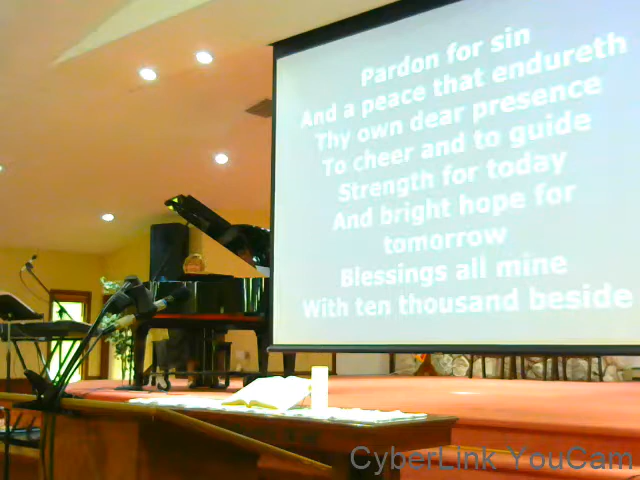 Pardon for sin
And a peace that endureth
Thy own dear presence
To cheer and to guide
Strength for today
And bright hope for
tomorrow
Blessings all mine
With ten thousand beside
CyberLink YouCam